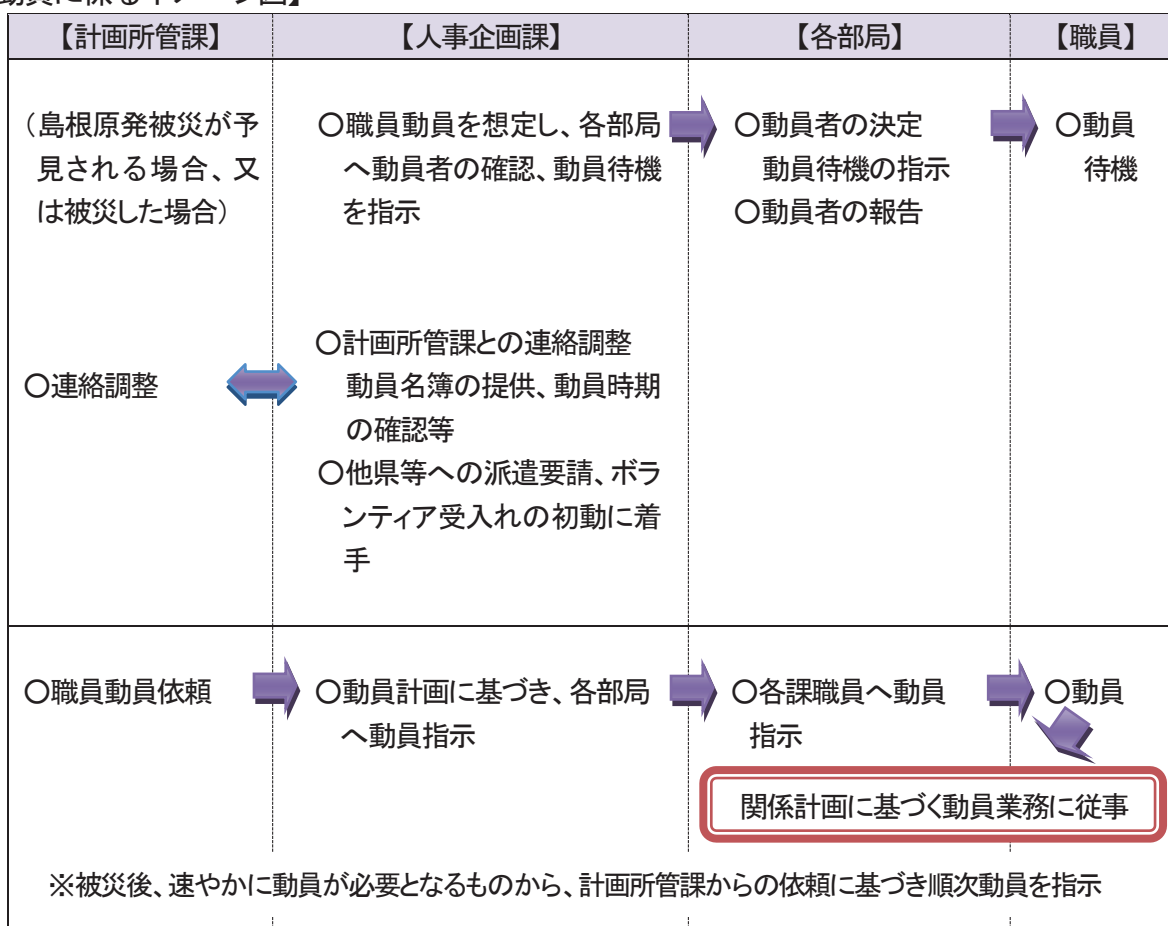 動員に係るイメージ図】
【計画所管課】
【人事企画課】
【各部局】
【職員】
（島根原発被災が予
見される場合、又
は被災した場合）
○職員動員を想定し、各部局
へ動員者の確認、動員待機
を指示
○動員者の決定
動員待機の指示
○動員者の報告
○動員
待機
○連絡調整
○計画所管課との連絡調整
動員名簿の提供、動員時期
の確認等
○他県等への派遣要請、ボラ
ンティア受入れの初動に着
手
○職員動員依頼
○動員計画に基づき、各部局
へ動員指示
○各課職員へ動員
指示
○動員
関係計画に基づく動員業務に従事
※被災後、速やかに動員が必要となるものから、計画所管課からの依頼に基づき順次動員を指示